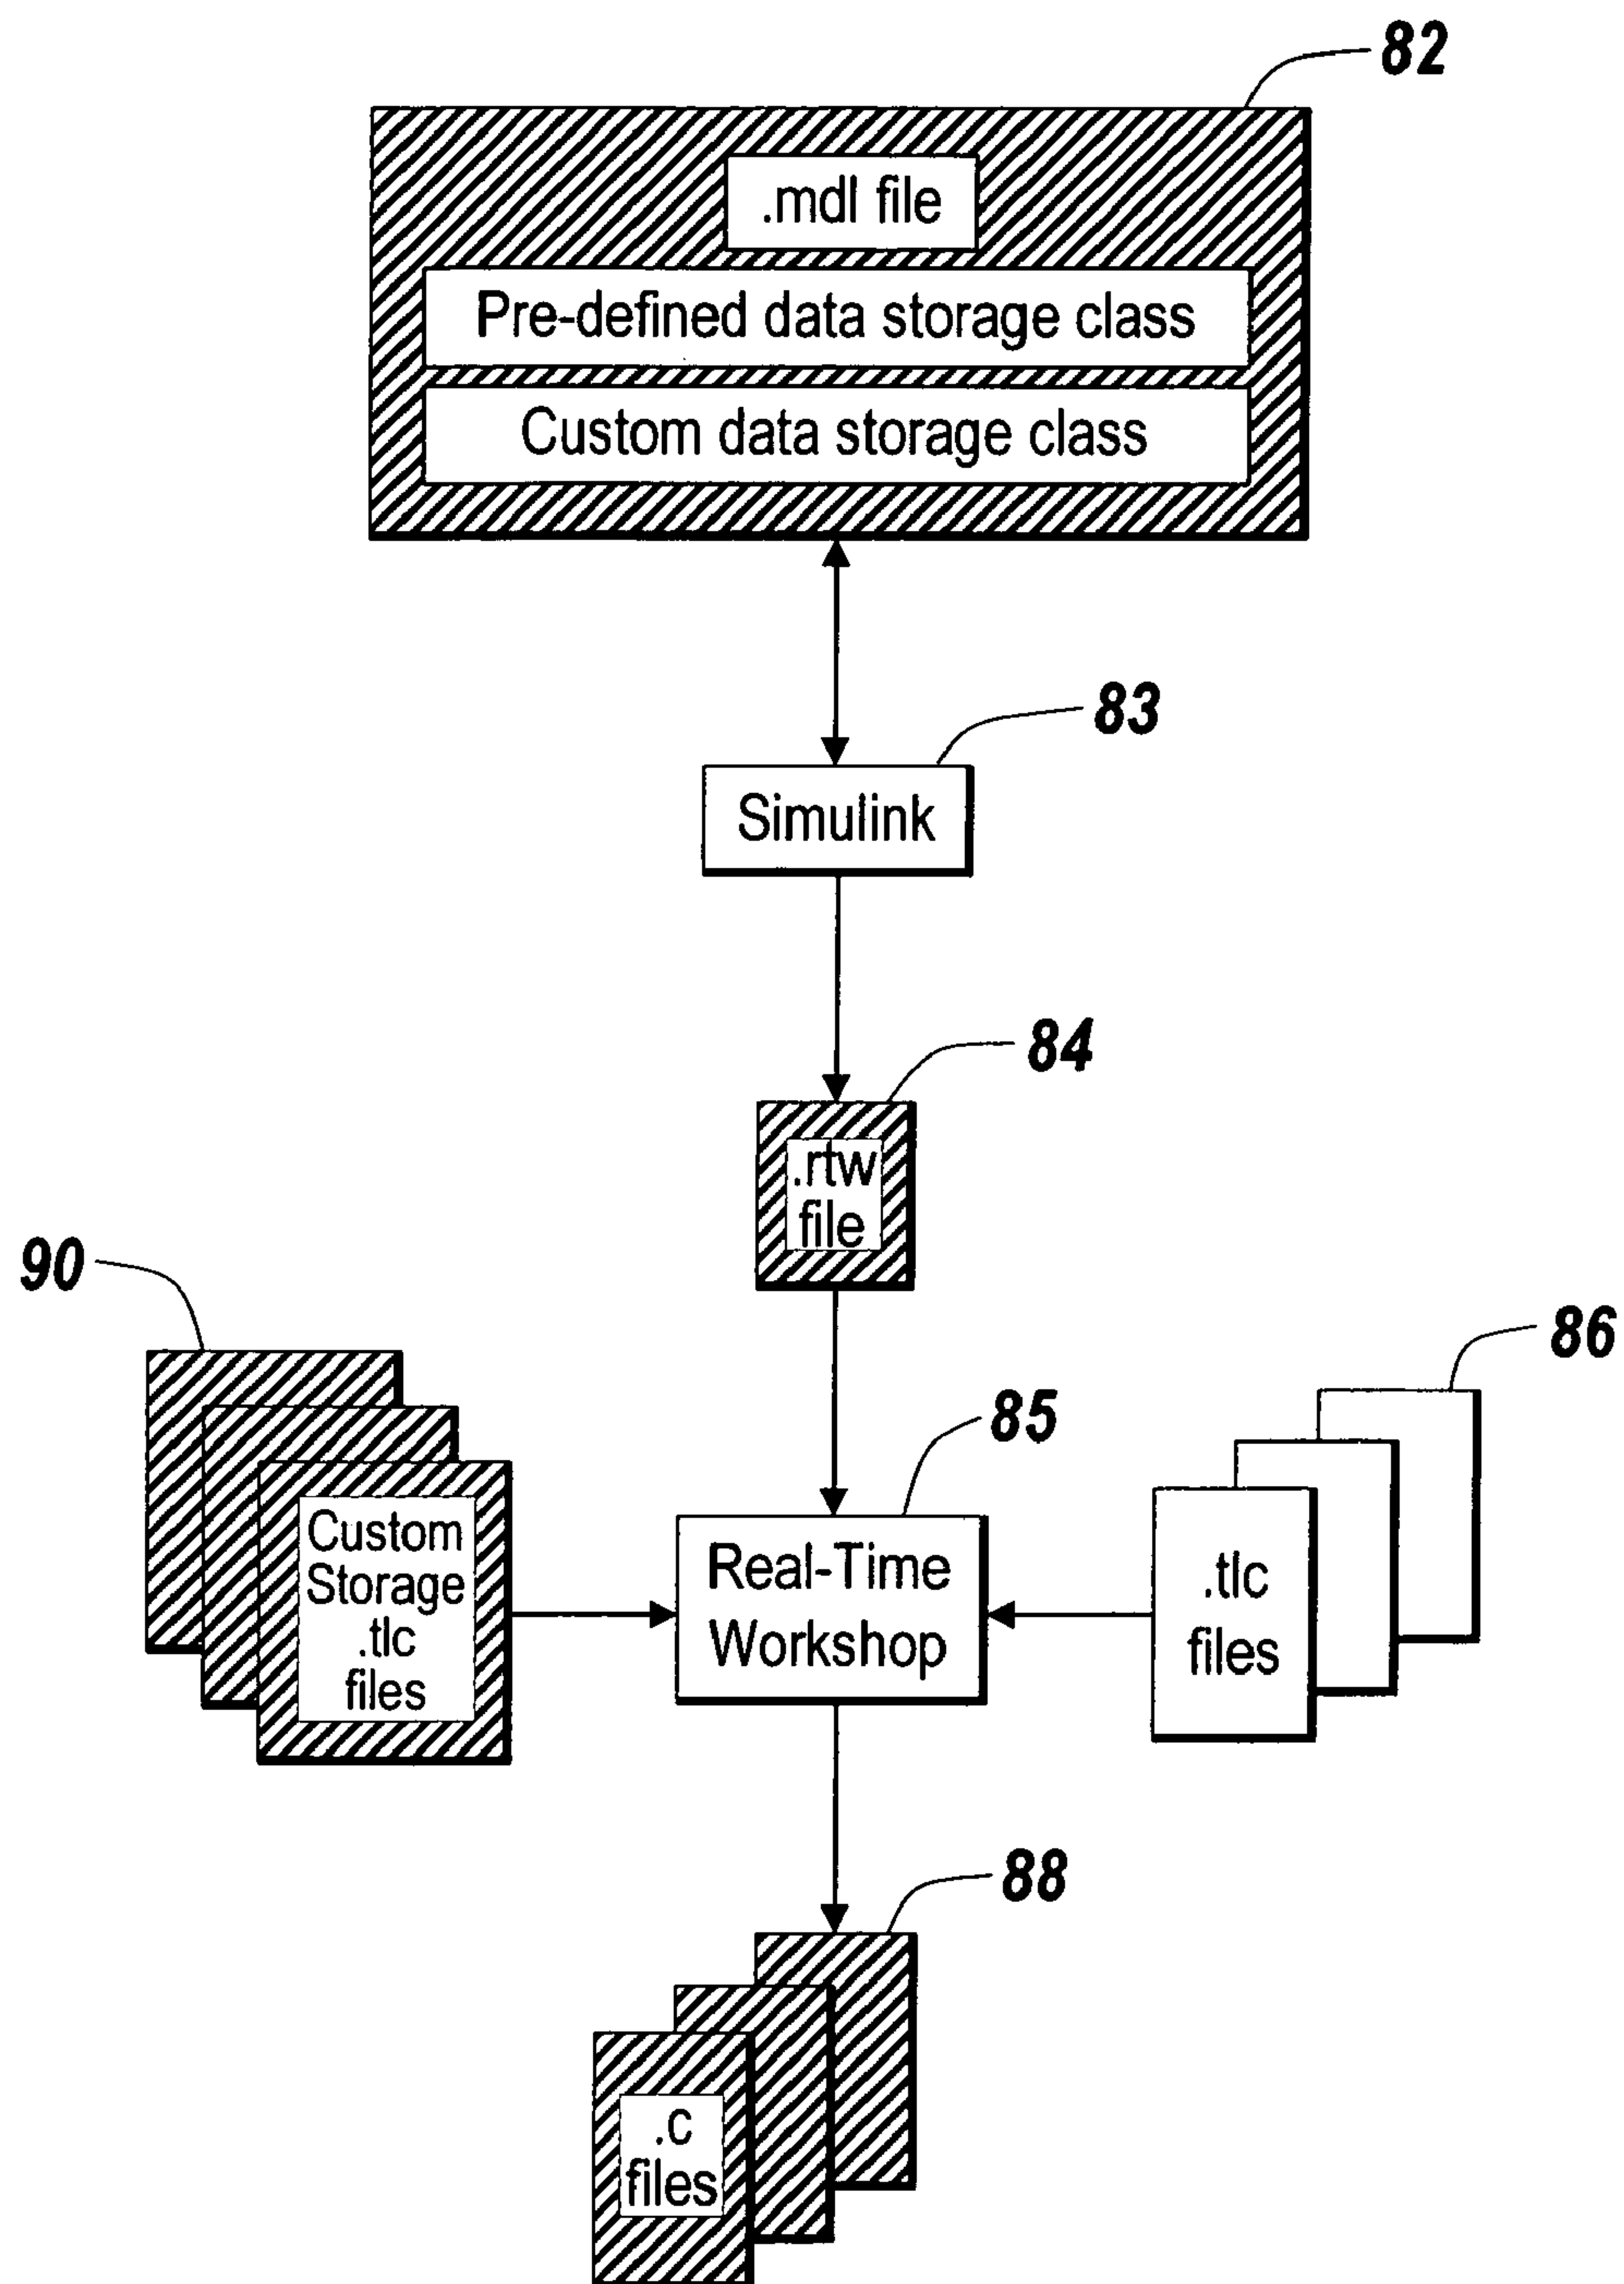 82
.mdl file
Pre-defined data storage class
Custom data storage class
83
Simulink
84
.rtw
file
90
86
85
Custom
Storage
.tlc
files
Real-Time
Workshop
.tlc
files
88
.c
files